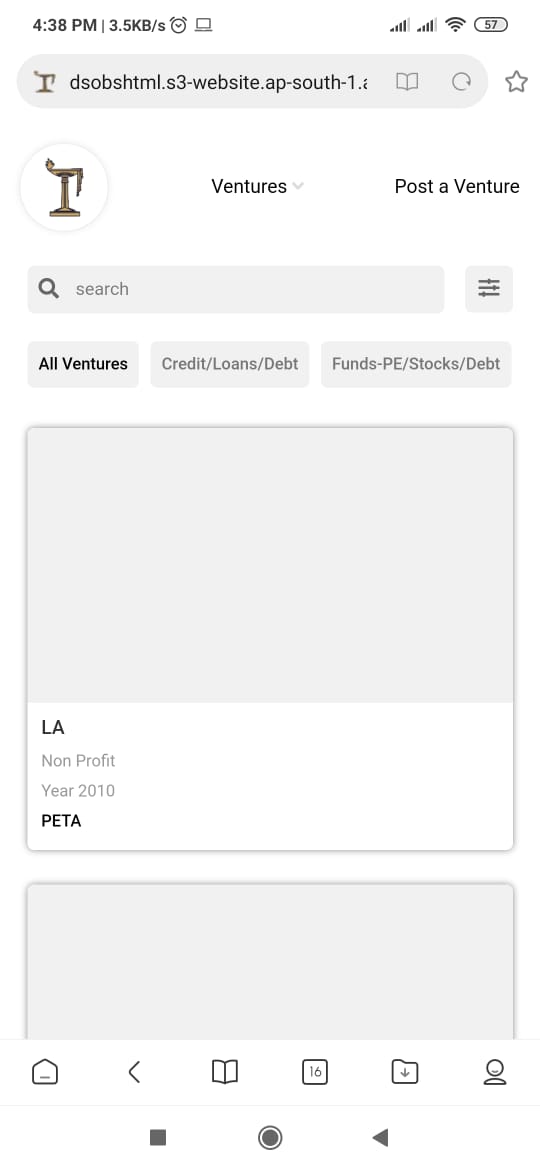 4:38 PM | 3.5KB/s
57
dsobshtml.s3-website.ap-south-1.a
Ventures
Post a Venture
search
All Ventures
Credit/Loans/Debt
Funds-PE/Stocks/Debt
LA
Non Profit
Year 2010
PETA
16